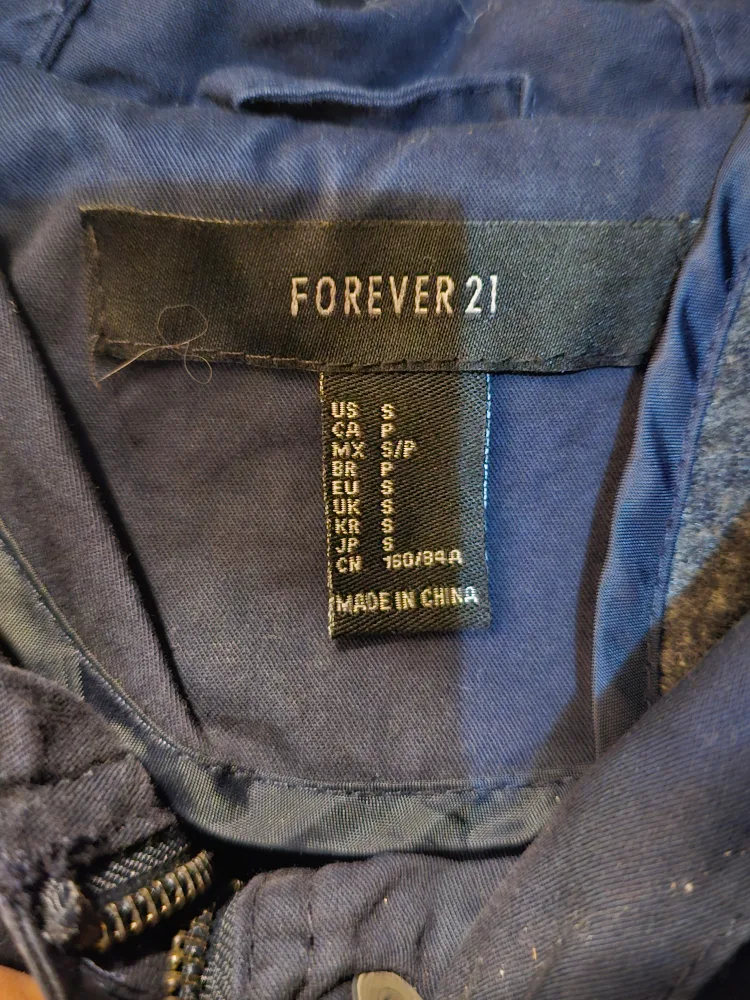 FOREVER 21
US S
CA P
MX S/P
BR P
EU S
UK S
KR S
JP S
CN 160/84A
MADE IN CHINA